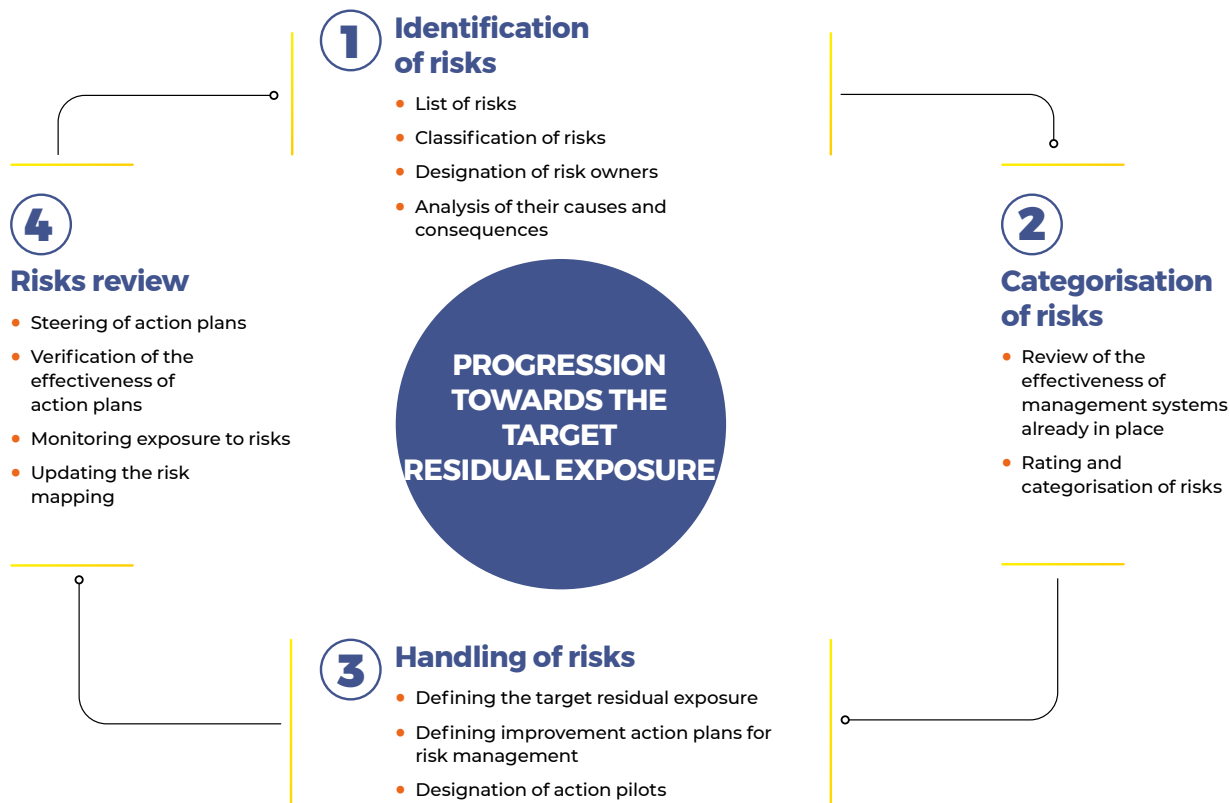 1
Identification
of risks
• List of risks
• Classification of risks
• Designation of risk owners
• Analysis of their causes and
consequences
2
Categorisation
of risks
• Review of the
effectiveness of
management systems
already in place
• Rating and
categorisation of risks
3
Handling of risks
• Defining the target residual exposure
• Defining improvement action plans for
risk management
• Designation of action pilots
4
Risks review
• Steering of action plans
• Verification of the
effectiveness of
action plans
• Monitoring exposure to risks
• Updating the risk
mapping
PROGRESSION
TOWARDS THE
TARGET
RESIDUAL EXPOSURE